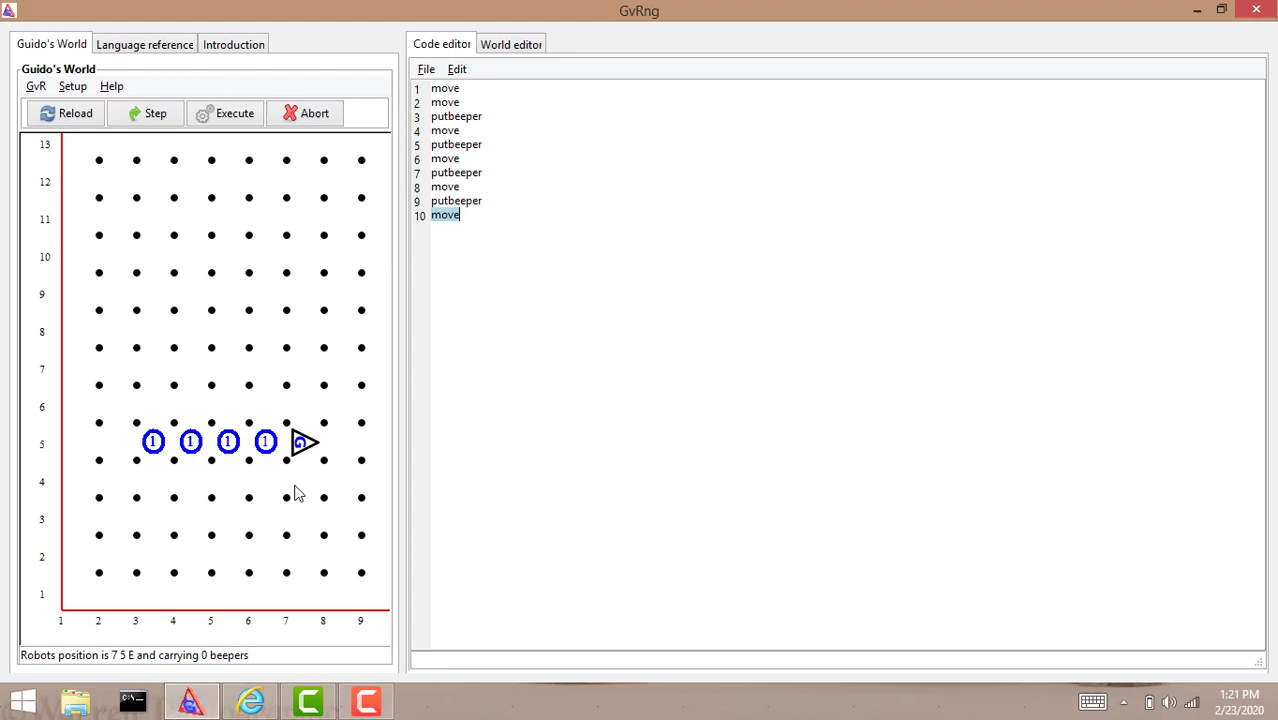 GvRng
Guido's World
Language reference
Introduction
Code editor
World editor
Guido's World
GvR
Setup
Help
Reload
Step
Execute
Abort
File
Edit
1 move
2 move
3 putbeeper
4 move
5 putbeeper
6 move
7 putbeeper
8 move
9 putbeeper
10 move
13
12
11
10
9
8
7
6
5
1 1 1 1 G
4
3
2
1
1 2 3 4 5 6 7 8 9
Robots position is 7 5 E and carrying 0 beepers
1:21 PM
2/23/2020